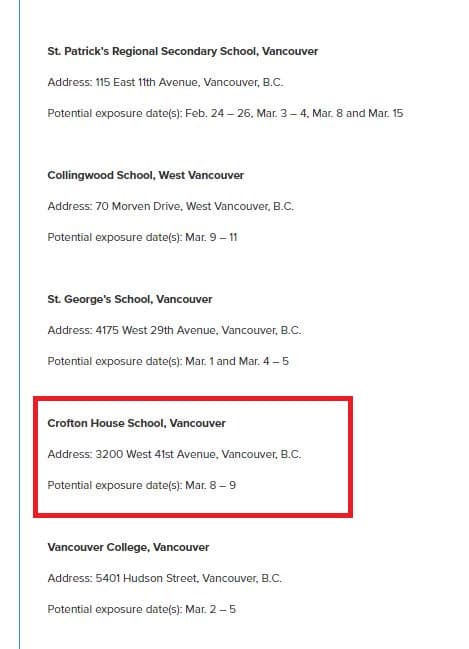 St. Patrick's Regional Secondary School, Vancouver
Address: 115 East 11th Avenue, Vancouver, B.C.
Potential exposure date(s): Feb. 24 – 26, Mar. 3 – 4, Mar. 8 and Mar. 15
Collingwood School, West Vancouver
Address: 70 Morven Drive, West Vancouver, B.C.
Potential exposure date(s): Mar. 9 – 11
St. George's School, Vancouver
Address: 4175 West 29th Avenue, Vancouver, B.C.
Potential exposure date(s): Mar. 1 and Mar. 4 – 5
Crofton House School, Vancouver
Address: 3200 West 41st Avenue, Vancouver, B.C.
Potential exposure date(s): Mar. 8 – 9
Vancouver College, Vancouver
Address: 5401 Hudson Street, Vancouver, B.C.
Potential exposure date(s): Mar. 2 – 5